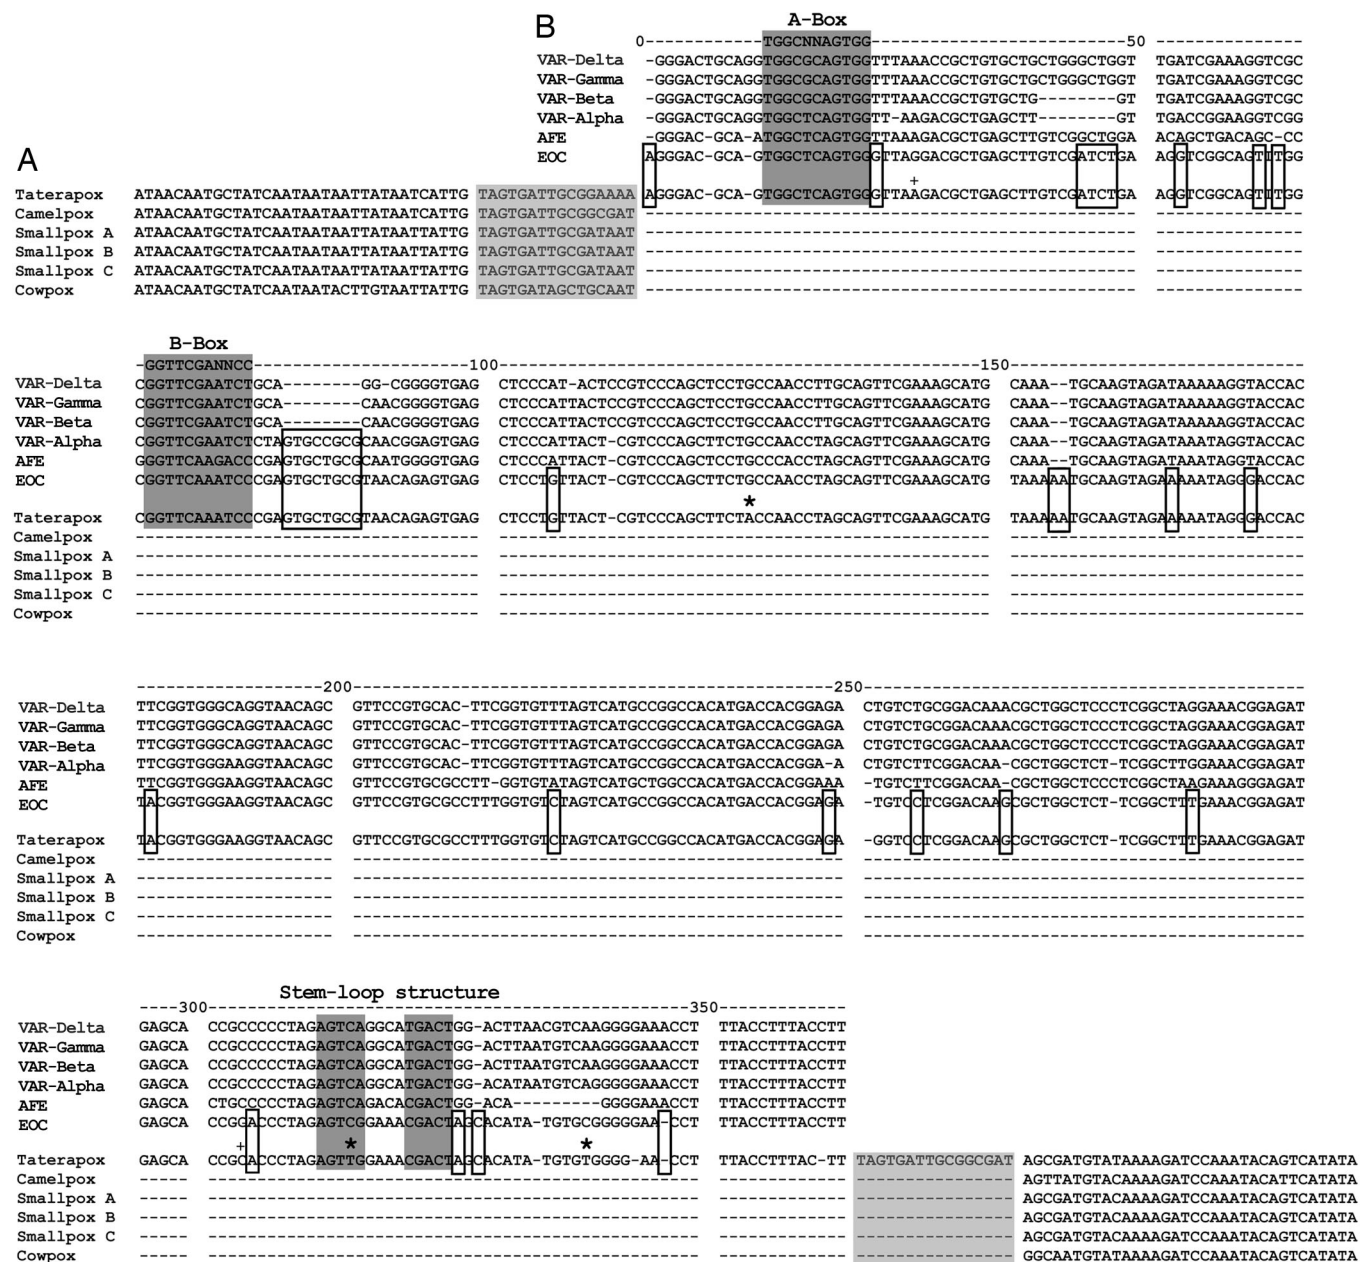 B
A-Box
0-----------TGGCNNAGTGG--------------------------50 ---------------
VAR-Delta -GGGACTGCAGGTGGCGCAGTGGTTTAAACCGCTGTGCTGCTGGGCTGGT TGATCGAAAGGTCGC
VAR-Gamma -GGGACTGCAGGTGGCGCAGTGGTTTAAACCGCTGTGCTGCTGGGCTGGT TGATCGAAAGGTCGC
VAR-Beta -GGGACTGCAGGTGGCGCAGTGGTTTAAACCGCTGTGCTG--------GT TGATCGAAAGGTCGC
VAR-Alpha -GGGACTGCAGGTGGCTCAGTGGTT-AAGACGCTGAGCTT--------GT TGACCGGAAGGTCGG
AFE -GGGAC-GCA-ATGGCTCAGTGGTTAAAGACGCTGAGCTTGTCGGCTGGA ACAGCTGACAGC-CC
EOC AGGGAC-GCA-GTGGCTCAGTGGGTTAGGACGCTGAGCTTGTCGATCTGA AGGTCGGCAGTTTGG
+
A
Taterapox ATAACAATGCTATCAATAATAATTATAATCATTG TAGTGATTGCGGAAAA AGGGAC-GCA-GTGGCTCAGTGGGTTAAGACGCTGAGCTTGTCGATCTGA AGGTCGGCAGTTTGG
Camelpox ATAACAATGCTATCAATAATAATTATAATCATTG TAGTGATTGCGGCGAT -------------------------------------------------- ---------------
Smallpox A ATAACAATGCTATCAATAATAATTATAATTATTG TAGTGATTGCGATAAT -------------------------------------------------- ---------------
Smallpox B ATAACAATGCTATCAATAATAATTATAATTATTG TAGTGATTGCGATAAT -------------------------------------------------- ---------------
Smallpox C ATAACAATGCTATCAATAATAATTATAATTATTG TAGTGATTGCGATAAT -------------------------------------------------- ---------------
Cowpox ATAACAATGCTATCAATAATACTTGTAATTATTG TAGTGATAGCTGCAAT -------------------------------------------------- ---------------
B-Box
-GGTTCGANNCC----------------------100--------------------------------------------------150------------------------------
VAR-Delta CGGTTCGAATCTGCA--------GG-CGGGGTGAG CTCCCAT-ACTCCGTCCCAGCTCCTGCCAACCTTGCAGTTCGAAAGCATG CAAA--TGCAAGTAGATAAAAAGGTACCAC
VAR-Gamma CGGTTCGAATCTGCA--------CAACGGGGTGAG CTCCCATTACTCCGTCCCAGCTCCTGCCAACCTTGCAGTTCGAAAGCATG CAAA--TGCAAGTAGATAAAAAGGTACCAC
VAR-Beta CGGTTCGAATCTGCA--------CAACGGGGTGAG CTCCCATTACTCCGTCCCAGCTCCTGCCAACCTTGCAGTTCGAAAGCATG CAAA--TGCAAGTAGATAAAAAGGTACCAC
VAR-Alpha CGGTTCGAATCTCTAGTGCCGCGCAACGGAGTGAG CTCCCATTACT-CGTCCCAGCTCCTGCCAACCTAGCAGTTCGAAAGCATG CAAA--TGCAAGTAGATAAATAGGTACCAC
AFE GGGTTCAAGACCCGAGTGCTGCGCAATGGGGTGAG CTCCCATTACT-CGTCCCAGCTCCTGCCCACCTAGCAGTTCGAAAGCATG CAAA--TGCAAGTAGATAAATAGGTACCAC
EOC CGGTTCAAATCCCGAGTGCTGCGTAACAGAGTGAG CTCCTGTTACT-CGTCCCAGCTTCTGCCAACCTAGCAGTTCGAAAGCATG TAAAAATGCAAGTAGAAAAATAGGGACCAC
*
Taterapox CGGTTCAAATCCCGAGTGCTGCGTAACAGAGTGAG CTCCTGTTACT-CGTCCCAGCTTCTACCAACCTAGCAGTTCGAAAGCATG TAAAAATGCAAGTAGAAAAATAGGGACCAC
Camelpox ----------------------------------- -------------------------------------------------- ------------------------------
Smallpox A ----------------------------------- -------------------------------------------------- ------------------------------
Smallpox B ----------------------------------- -------------------------------------------------- ------------------------------
Smallpox C ----------------------------------- -------------------------------------------------- ------------------------------
Cowpox ----------------------------------- -------------------------------------------------- ------------------------------
-------------------200-------------------------------------------------250---------------------------------------------
VAR-Delta TTCGGTGGGCAGGTAACAGC GTTCCGTGCAC-TTCGGTGTTTAGTCATGCCGGCCACATGACCACGGAGA CTGTCTGCGGACAAACGCTGGCTCCCTCGGCTAGGAAACGGAGAT
VAR-Gamma TTCGGTGGGCAGGTAACAGC GTTCCGTGCAC-TTCGGTGTTTAGTCATGCCGGCCACATGACCACGGAGA CTGTCTGCGGACAAACGCTGGCTCCCTCGGCTAGGAAACGGAGAT
VAR-Beta TTCGGTGGGCAGGTAACAGC GTTCCGTGCAC-TTCGGTGTTTAGTCATGCCGGCCACATGACCACGGAGA CTGTCTGCGGACAAACGCTGGCTCCCTCGGCTAGGAAACGGAGAT
VAR-Alpha TTCGGTGGGAAGGTAACAGC GTTCCGTGCAC-TTCGGTGTTTAGTCATGCCGGCCACATGACCACGGA-A CTGTCTTCGGACAA-CGCTGGCTCT-TCGGCTTGGAAACGGAGAT
AFE TTCGGTGGGAAGGTAACAGC GTTCCGTGCGCCTT-GGTGTATAGTCATGCTGGCCACATGACCACGGAAA -TGTCTTCGGACAA-CGCTGGCTCCCTCGGCTAAGAAAGGGAGAT
EOC TACGGTGGGAAGGTAACAGC GTTCCGTGCGCCTTTGGTGTCTAGTCATGCCGGCCACATGACCACGGAGA -TGTCCTCGGACAAGCGCTGGCTCT-TCGGCTTTGAAACGGAGAT
Taterapox TACGGTGGGAAGGTAACAGC GTTCCGTGCGCCTTTGGTGTCTAGTCATGCCGGCCACATGACCACGGAGA -GGTCCTCGGACAAGCGCTGGCTCT-TCGGCTTTGAAACGGAGAT
Camelpox -------------------- -------------------------------------------------- ---------------------------------------------
Smallpox A -------------------- -------------------------------------------------- ---------------------------------------------
Smallpox B -------------------- -------------------------------------------------- ---------------------------------------------
Smallpox C -------------------- -------------------------------------------------- ---------------------------------------------
Cowpox -------------------- -------------------------------------------------- ---------------------------------------------
Stem-loop structure
----300-------------------------------------------------350-------------
VAR-Delta GAGCA CCGCCCCCTAGAGTCAGGCATGACTGG-ACTTAACGTCAAGGGGAAACCT TTACCTTTACCTT
VAR-Gamma GAGCA CCGCCCCCTAGAGTCAGGCATGACTGG-ACTTAATGTCAAGGGGAAACCT TTACCTTTACCTT
VAR-Beta GAGCA CCGCCCCCTAGAGTCAGGCATGACTGG-ACTTAATGTCAAGGGGAAACCT TTACCTTTACCTT
VAR-Alpha GAGCA CCGCCCCCTAGAGTCAGGCATGACTGG-ACATAATGTCAGGGGGAAACCT TTACCTTTACCTT
AFE GAGCA CTGCCCCCTAGAGTCAGACACGACTGG-ACA---------GGGGAAACCT TTACCTTTACCTT
EOC GAGCA CCGGACCCTAGAGTCGGAAACGACTAGCACATA-TGTGCGGGGGAA-CCT TTACCTTTACCTT
+ * *
Taterapox GAGCA CCGCACCCTAGAGTTGGAAACGACTAGCACATA-TGTGTGGGG-AA-CCT TTACCTTTAC-TT TAGTGATTGCGGCGAT AGCGATGTATAAAAGATCCAAATACAGTCATATA
Camelpox ----- -------------------------------------------------- ------------- ---------------- AGTTATGTACAAAAGATCCAAATACATTCATATA
Smallpox A ----- -------------------------------------------------- ------------- ---------------- AGCGATGTACAAAAGATCCAAATACAGTCATATA
Smallpox B ----- -------------------------------------------------- ------------- ---------------- AGCGATGTACAAAAGATCCAAATACAGTCATATA
Smallpox C ----- -------------------------------------------------- ------------- ---------------- AGCGATGTACAAAAGATCCAAATACAGTCATATA
Cowpox ----- -------------------------------------------------- ------------- ---------------- GGCAATGTATAAAAGATCCAAATACAGTCATATA